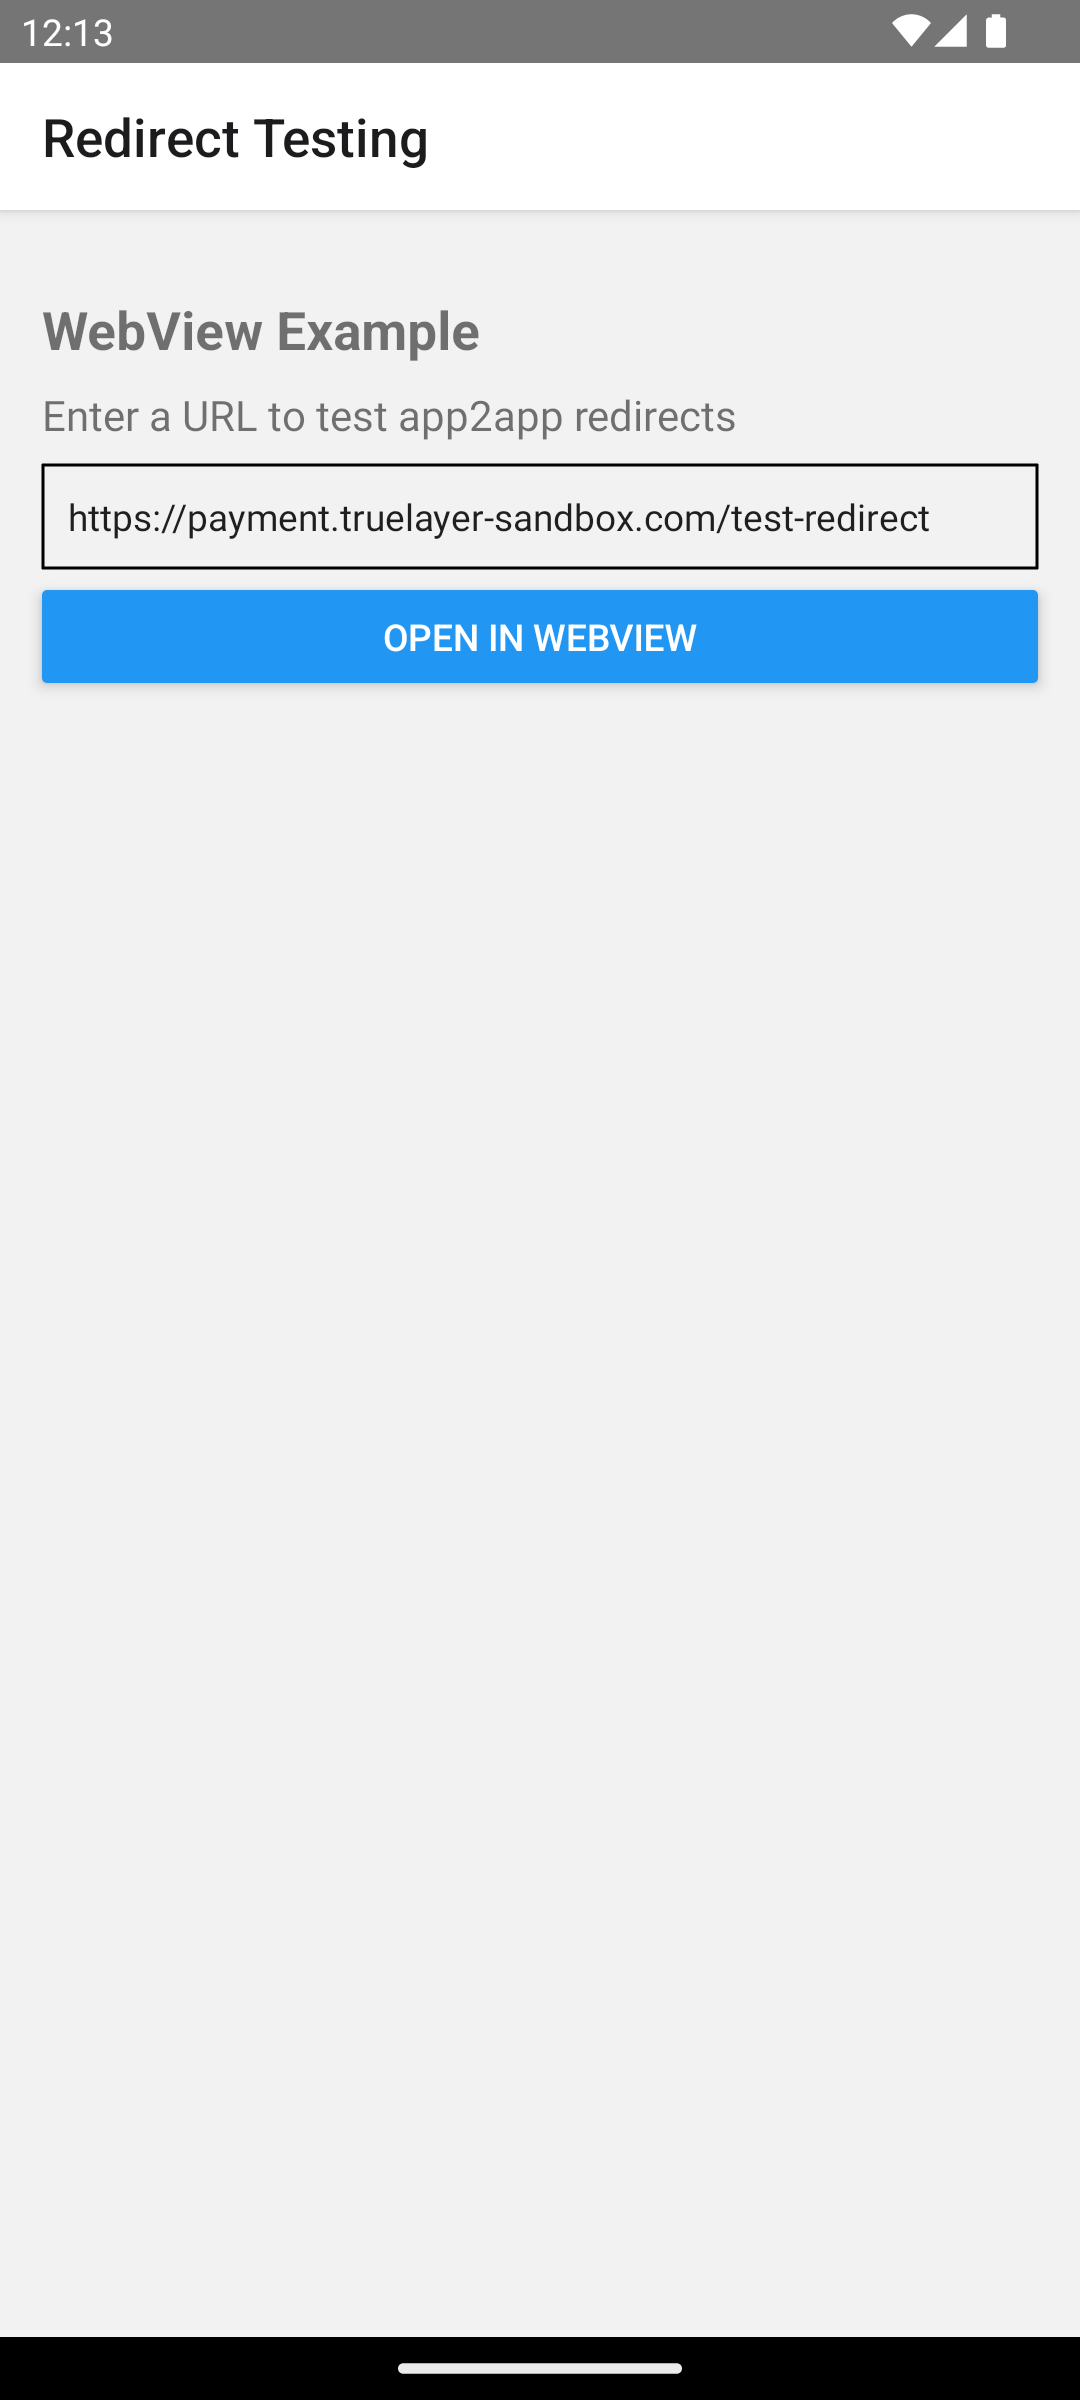 12:13
Redirect Testing
WebView Example
Enter a URL to test app2app redirects
https://payment.truelayer-sandbox.com/test-redirect
OPEN IN WEBVIEW